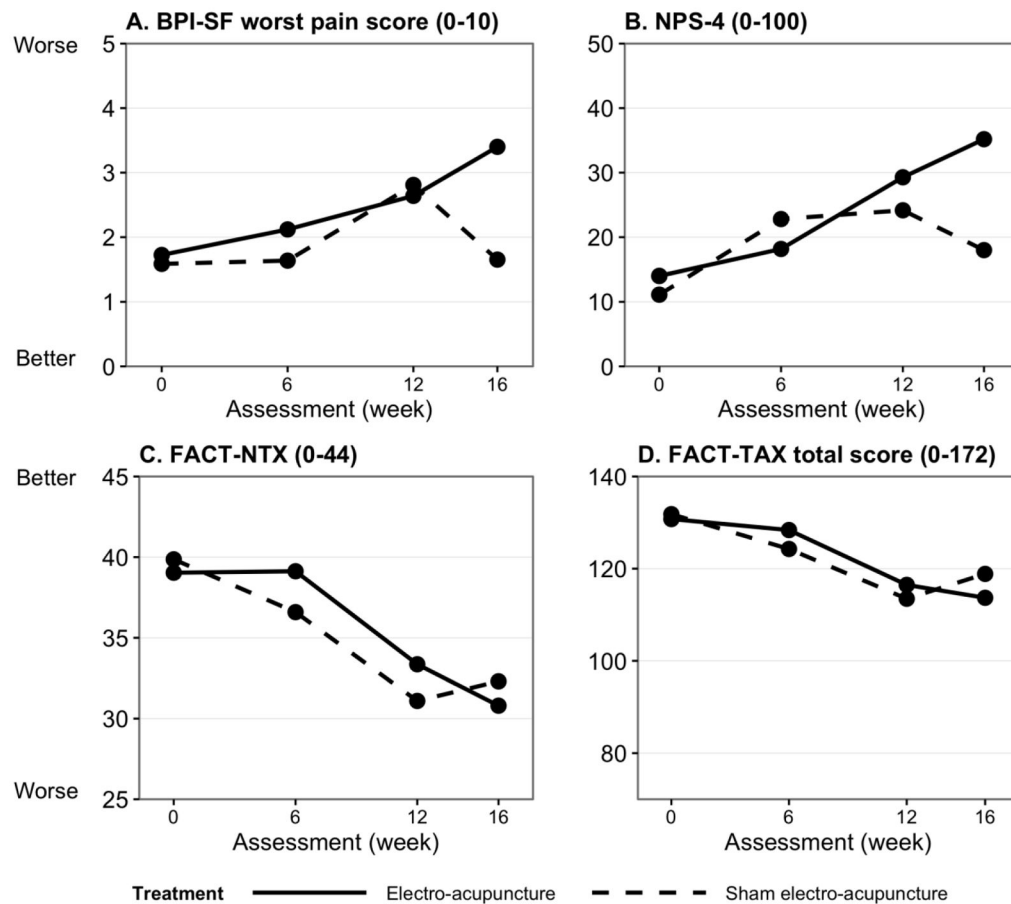 A. BPI-SF worst pain score (0-10)
Worse
5
4
3
2
1
0
Better
0 6 12 16
Assessment (week)
B. NPS-4 (0-100)
50
40
30
20
10
0
0 6 12 16
Assessment (week)
C. FACT-NTX (0-44)
Better
45
40
35
30
25
Worse
0 6 12 16
Assessment (week)
D. FACT-TAX total score (0-172)
140
120
100
80
0 6 12 16
Assessment (week)
Treatment Electro-acupuncture Sham electro-acupuncture